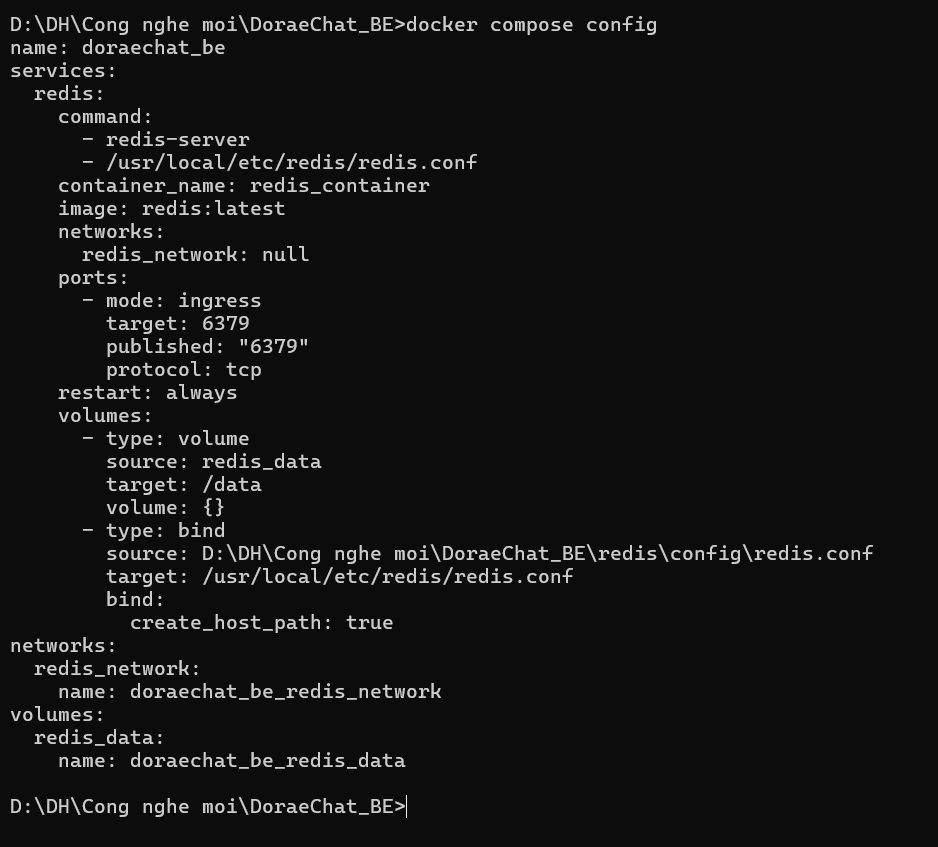 D:\DH\Cong nghe moi\DoraeChat_BE>docker compose config
name: doraechat_be
services:
  redis:
    command:
      - redis-server
      - /usr/local/etc/redis/redis.conf
    container_name: redis_container
    image: redis:latest
    networks:
      redis_network: null
    ports:
      - mode: ingress
        target: 6379
        published: "6379"
        protocol: tcp
    restart: always
    volumes:
      - type: volume
        source: redis_data
        target: /data
        volume: {}
      - type: bind
        source: D:\DH\Cong nghe moi\DoraeChat_BE\redis\config\redis.conf
        target: /usr/local/etc/redis/redis.conf
        bind:
          create_host_path: true
networks:
  redis_network:
    name: doraechat_be_redis_network
volumes:
  redis_data:
    name: doraechat_be_redis_data
D:\DH\Cong nghe moi\DoraeChat_BE>